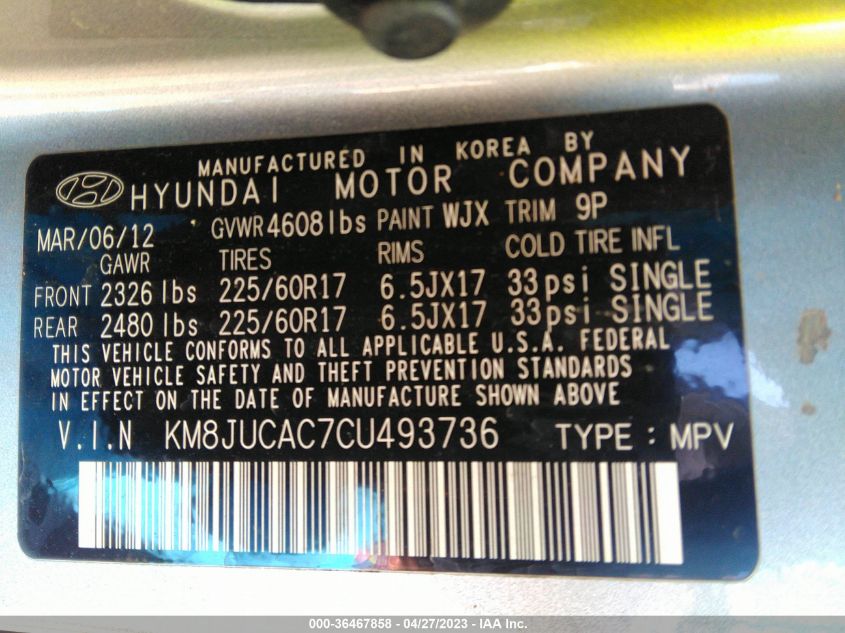 MANUFACTURED IN KOREA BY
HYUNDAI MOTOR COMPANY
MAR/06/12 GVWR 4608 lbs PAINT WJX TRIM 9P
GAWR TIRES RIMS COLD TIRE INFL
FRONT 2326 lbs 225/60R17 6.5JX17 33psi SINGLE
REAR 2480 lbs 225/60R17 6.5JX17 33psi SINGLE
THIS VEHICLE CONFORMS TO ALL APPLICABLE U.S.A. FEDERAL
MOTOR VEHICLE SAFETY AND THEFT PREVENTION STANDARDS
IN EFFECT ON THE DATE OF MANUFACTURE SHOWN ABOVE
V.I.N KM8JUCAC7CU493736 TYPE : MPV
000-36467858 - 04/27/2023 - IAA Inc.